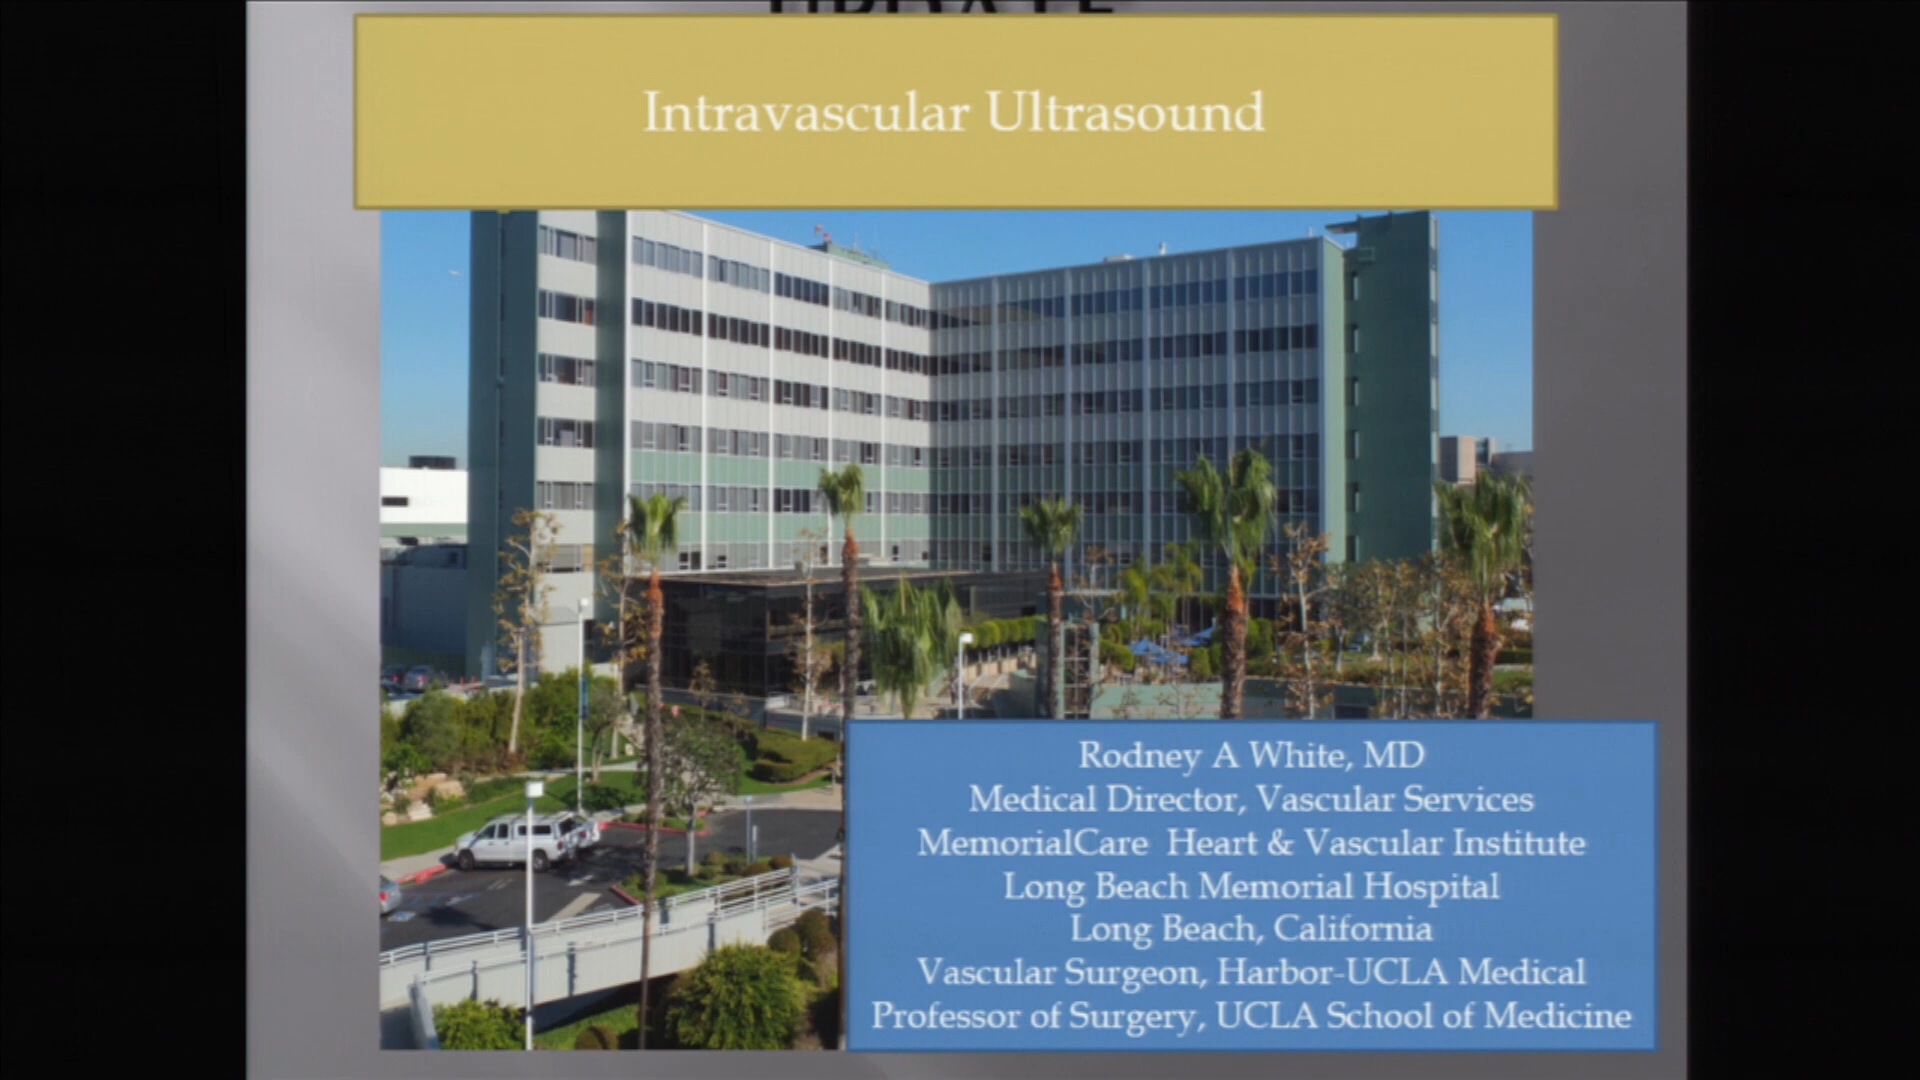 Intravascular Ultrasound
Rodney A White, MD
Medical Director, Vascular Services
MemorialCare Heart & Vascular Institute
Long Beach Memorial Hospital
Long Beach, California
Vascular Surgeon, Harbor-UCLA Medical
Professor of Surgery, UCLA School of Medicine